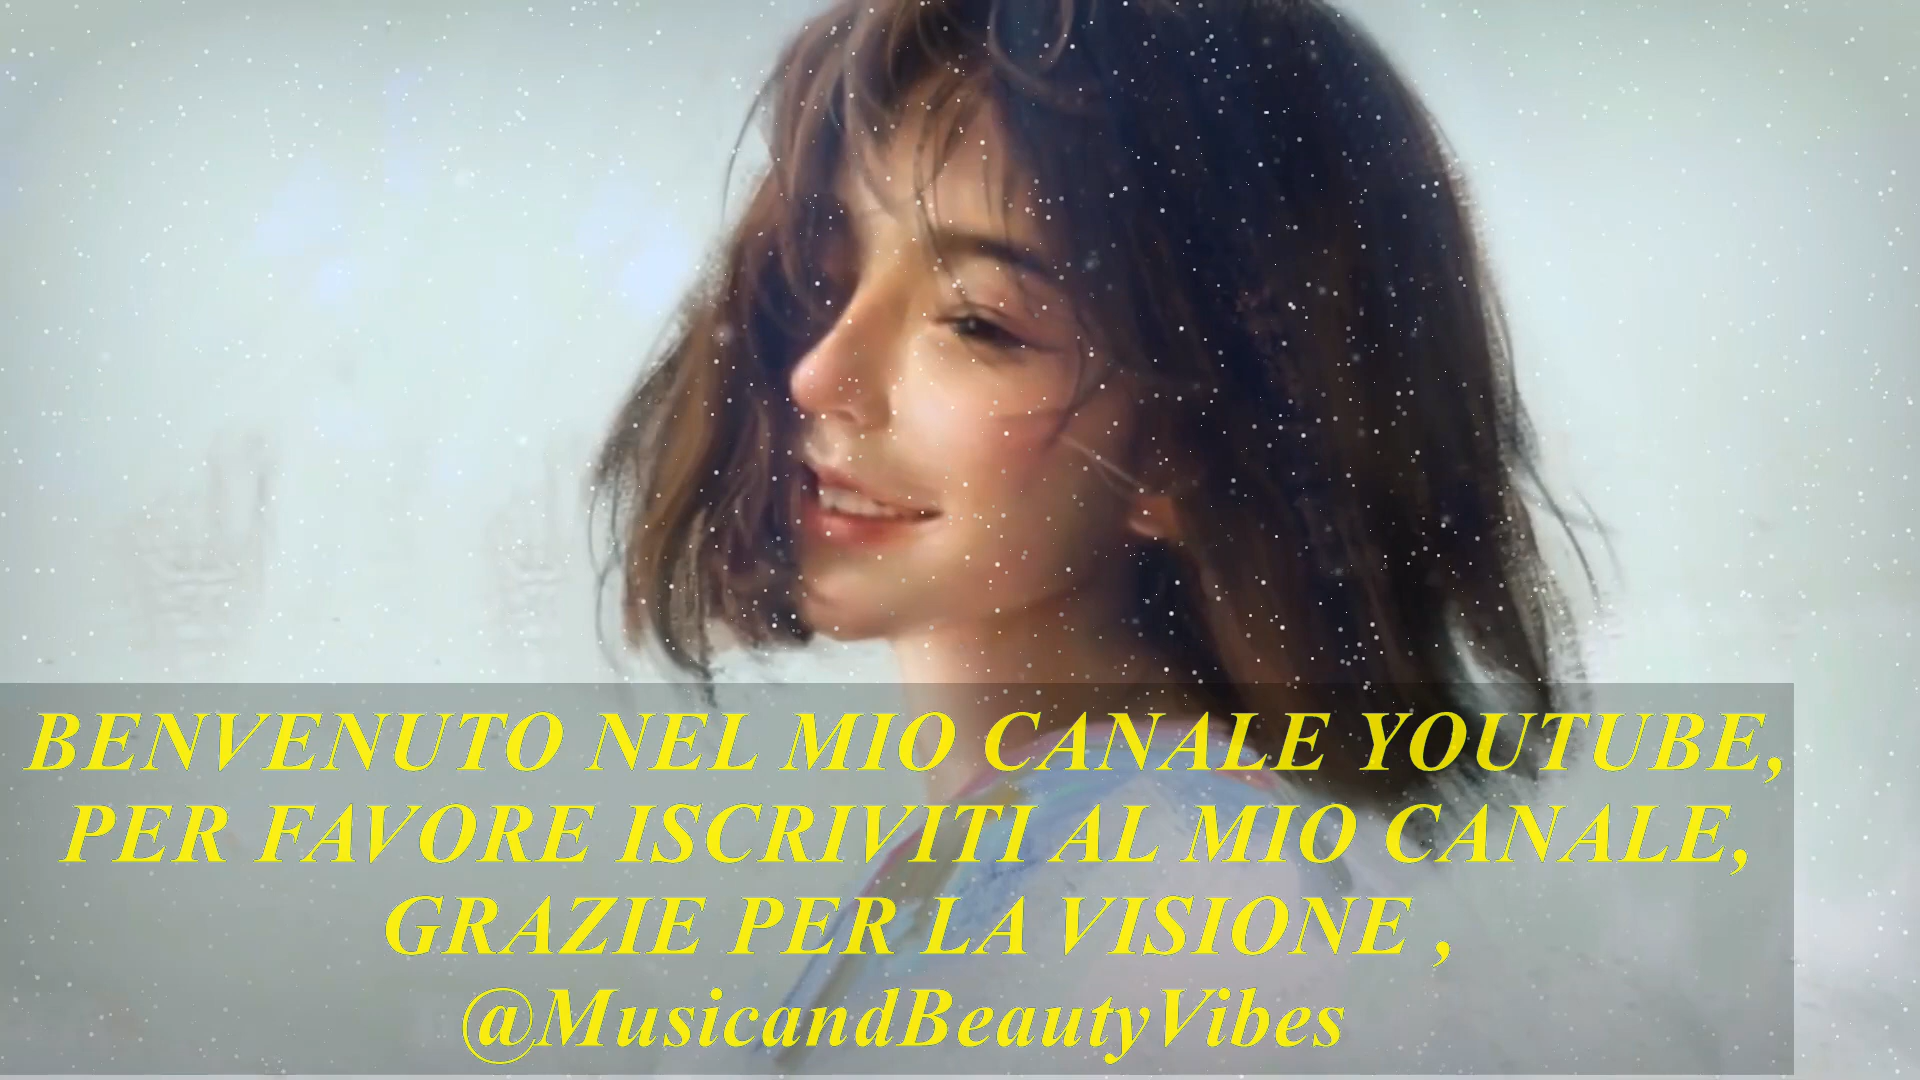 BENVENUTO NEL MIO CANALE YOUTUBE,
PER FAVORE ISCRIVITI AL MIO CANALE,
GRAZIE PER LA VISIONE ,
@MusicandBeautyVibes